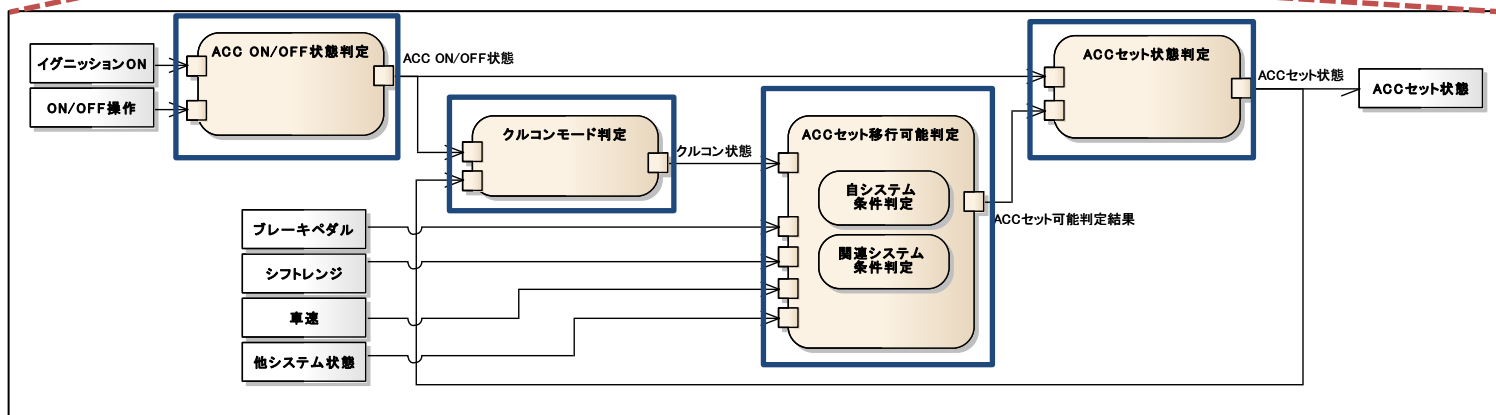 イグニッションON
ON/OFF操作
ACC ON/OFF状態判定
ACC ON/OFF状態
クルコンモード判定
クルコン状態
ブレーキペダル
シフトレンジ
車速
他システム状態
ACCセット移行可能判定
自システム
条件判定
関連システム
条件判定
ACCセット可能判定結果
ACCセット状態判定
ACCセット状態
ACCセット状態